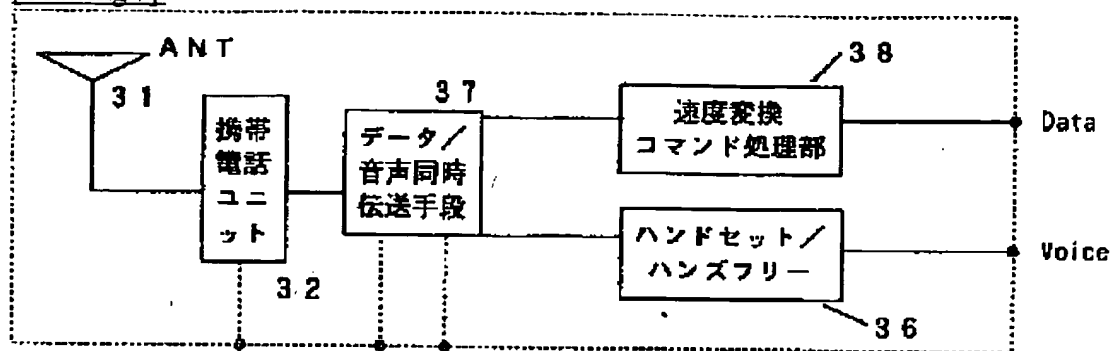 ANT
31
携帯
電話
ユニ
ット
32
37
データ/
音声同時
伝送手段
38
速度変換
コマンド処理部
Data
ハンドセット/
ハンズフリー
Voice
36